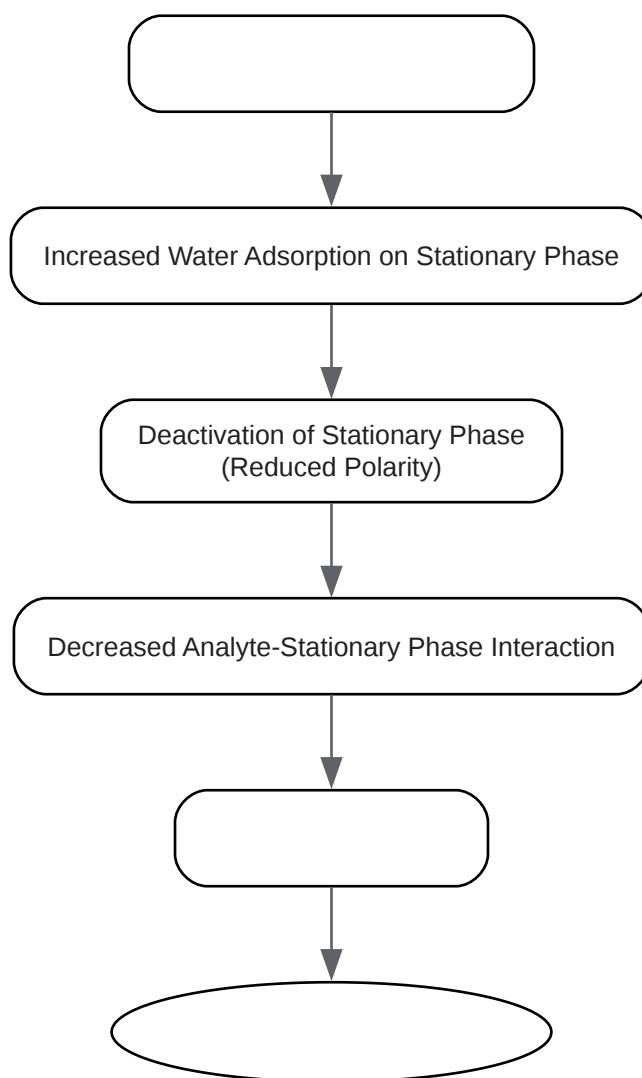 Increased Water Adsorption on Stationary Phase
Deactivation of Stationary Phase
(Reduced Polarity)
Decreased Analyte-Stationary Phase Interaction